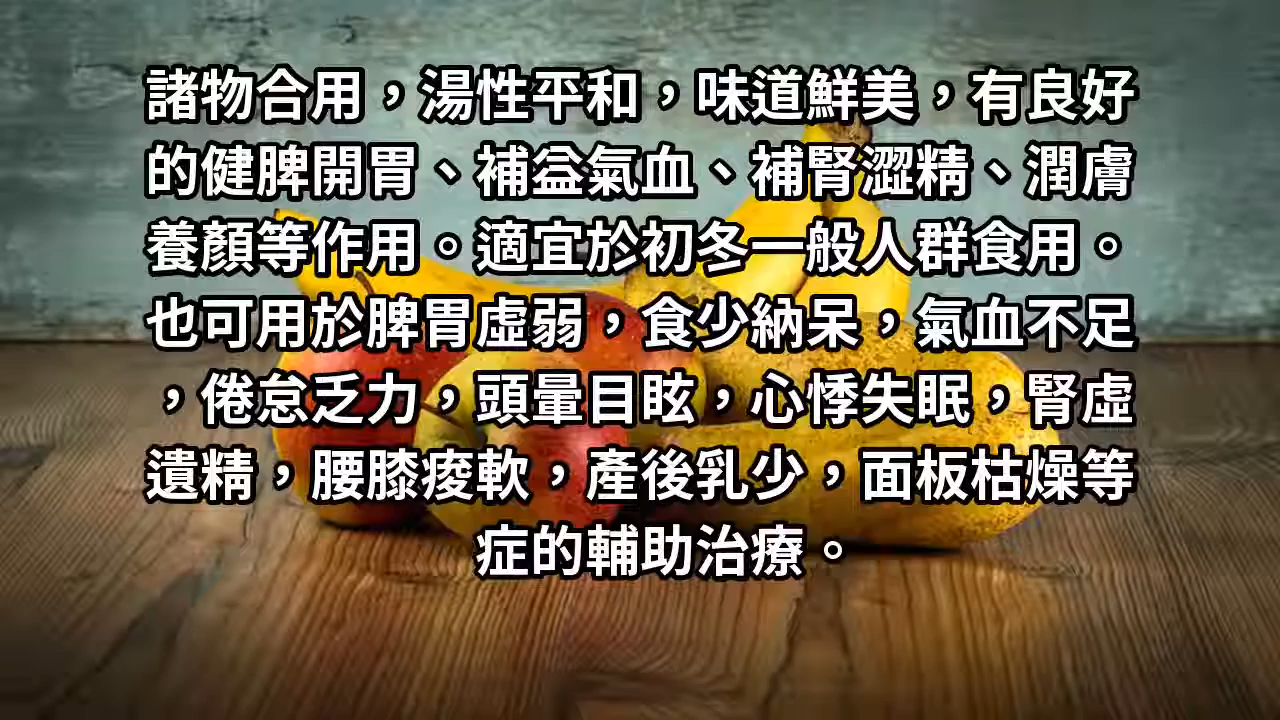 諸物合用，湯性平和，味道鮮美，有良好
的健脾開胃、補益氣血、補腎澀精、潤膚
養顏等作用。適宜於初冬一般人群食用。
也可用於脾胃虛弱，食少納呆，氣血不足
，倦怠乏力，頭暈目眩，心悸失眠，腎虛
遺精，腰膝痠軟，產後乳少，面板枯燥等
症的輔助治療。